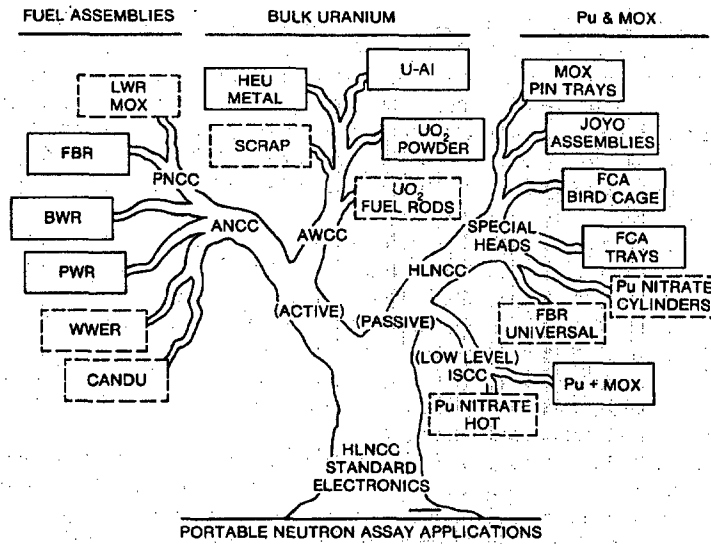 FUEL ASSEMBLIES
BULK URANIUM
Pu & MOX
LWR
MOX
FBR
PNCC
BWR
ANCC
PWR
WWER
CANDU
HEU
METAL
U-Al
SCRAP
UO₂
POWDER
UO₂
FUEL RODS
AWCC
(ACTIVE)
MOX
PIN TRAYS
JOYO
ASSEMBLIES
FCA
BIRD CAGE
SPECIAL
HEADS
FCA
TRAYS
HLNCC
Pu NITRATE
CYLINDERS
FBR
UNIVERSAL
(PASSIVE)
(LOW LEVEL)
ISCC
Pu + MOX
Pu NITRATE
HOT
HLNCC
STANDARD
ELECTRONICS
PORTABLE NEUTRON ASSAY APPLICATIONS